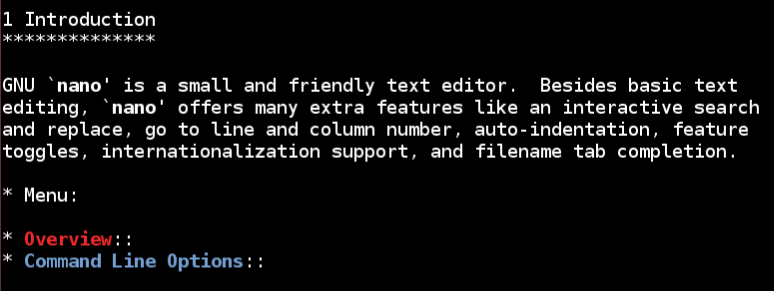 1 Introduction
**************
GNU `nano' is a small and friendly text editor.  Besides basic text
editing, `nano' offers many extra features like an interactive search
and replace, go to line and column number, auto-indentation, feature
toggles, internationalization support, and filename tab completion.
* Menu:
* Overview::
* Command Line Options::